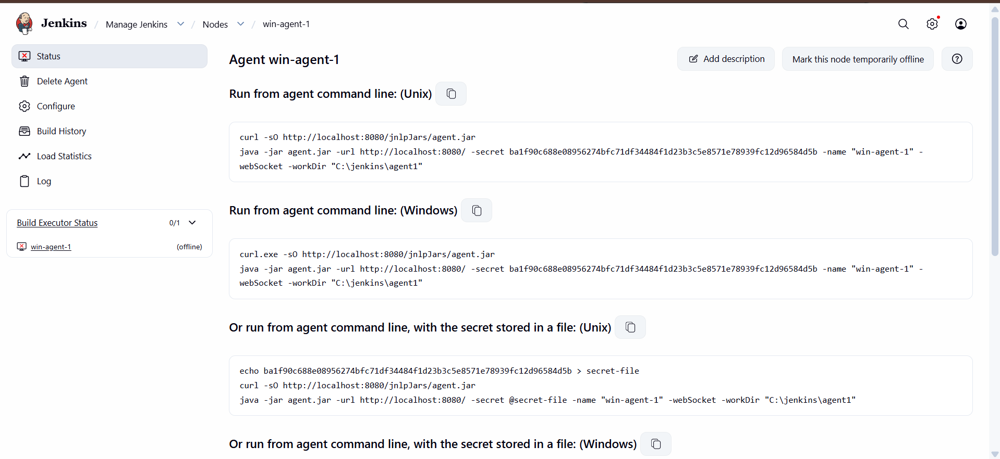 Jenkins / Manage Jenkins / Nodes / win-agent-1
Status
Delete Agent
Configure
Build History
Load Statistics
Log
Build Executor Status 0/1
win-agent-1 (offline)
Agent win-agent-1
Add description
Mark this node temporarily offline
Run from agent command line: (Unix)
curl -sO http://localhost:8080/jnlpJars/agent.jar
java -jar agent.jar -url http://localhost:8080/ -secret ba1f90c688e08956274bfc71df34484f1d23b3c5e8571e78939fc12d96584d5b -name "win-agent-1" -
webSocket -workDir "C:\jenkins\agent1"
Run from agent command line: (Windows)
curl.exe -sO http://localhost:8080/jnlpJars/agent.jar
java -jar agent.jar -url http://localhost:8080/ -secret ba1f90c688e08956274bfc71df34484f1d23b3c5e8571e78939fc12d96584d5b -name "win-agent-1" -
webSocket -workDir "C:\jenkins\agent1"
Or run from agent command line, with the secret stored in a file: (Unix)
echo ba1f90c688e08956274bfc71df34484f1d23b3c5e8571e78939fc12d96584d5b > secret-file
curl -sO http://localhost:8080/jnlpJars/agent.jar
java -jar agent.jar -url http://localhost:8080/ -secret @secret-file -name "win-agent-1" -webSocket -workDir "C:\jenkins\agent1"
Or run from agent command line, with the secret stored in a file: (Windows)